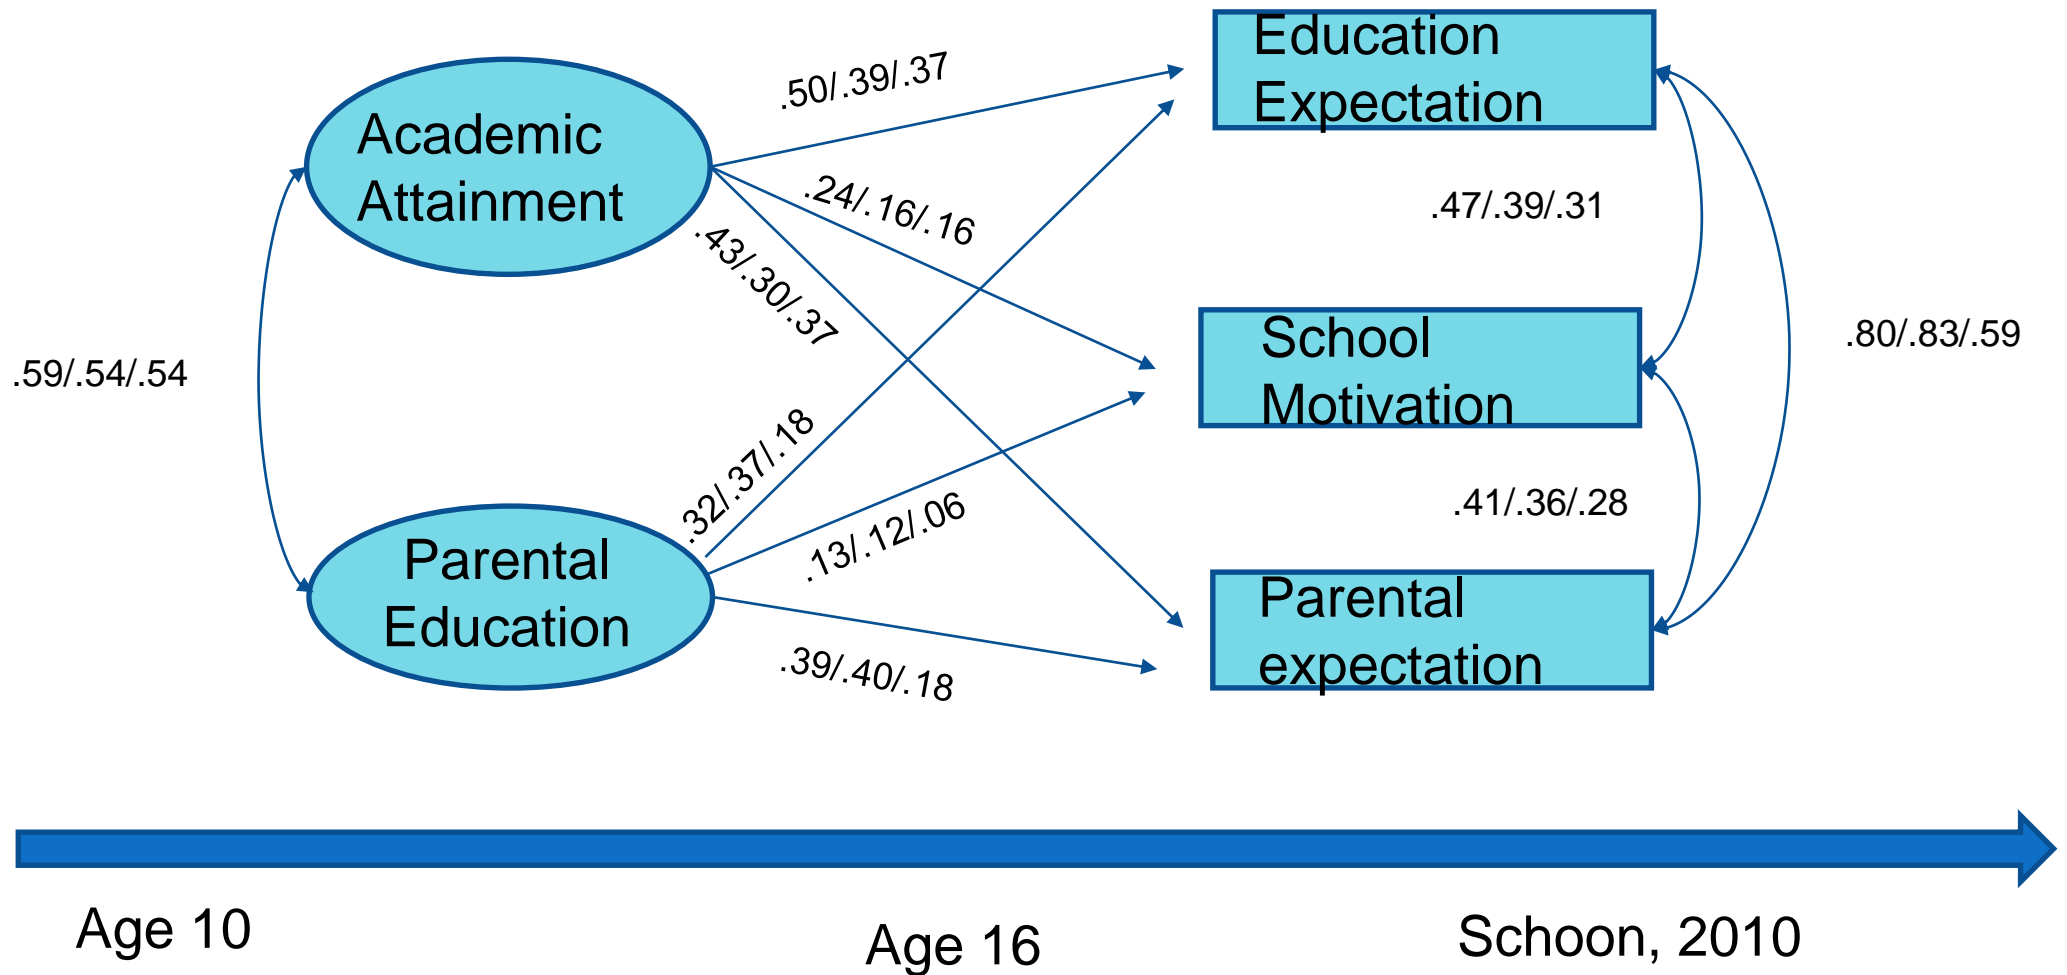 Education
Expectation
.50/.39/.37
Academic
Attainment
.24/.16/.16
.47/.39/.31
.43/.30/.37
School
Motivation
.80/.83/.59
.59/.54/.54
.32/.37/.18
.41/.36/.28
.13/.12/.06
Parental
Education
Parental
expectation
.39/.40/.18
Age 10
Age 16
Schoon, 2010